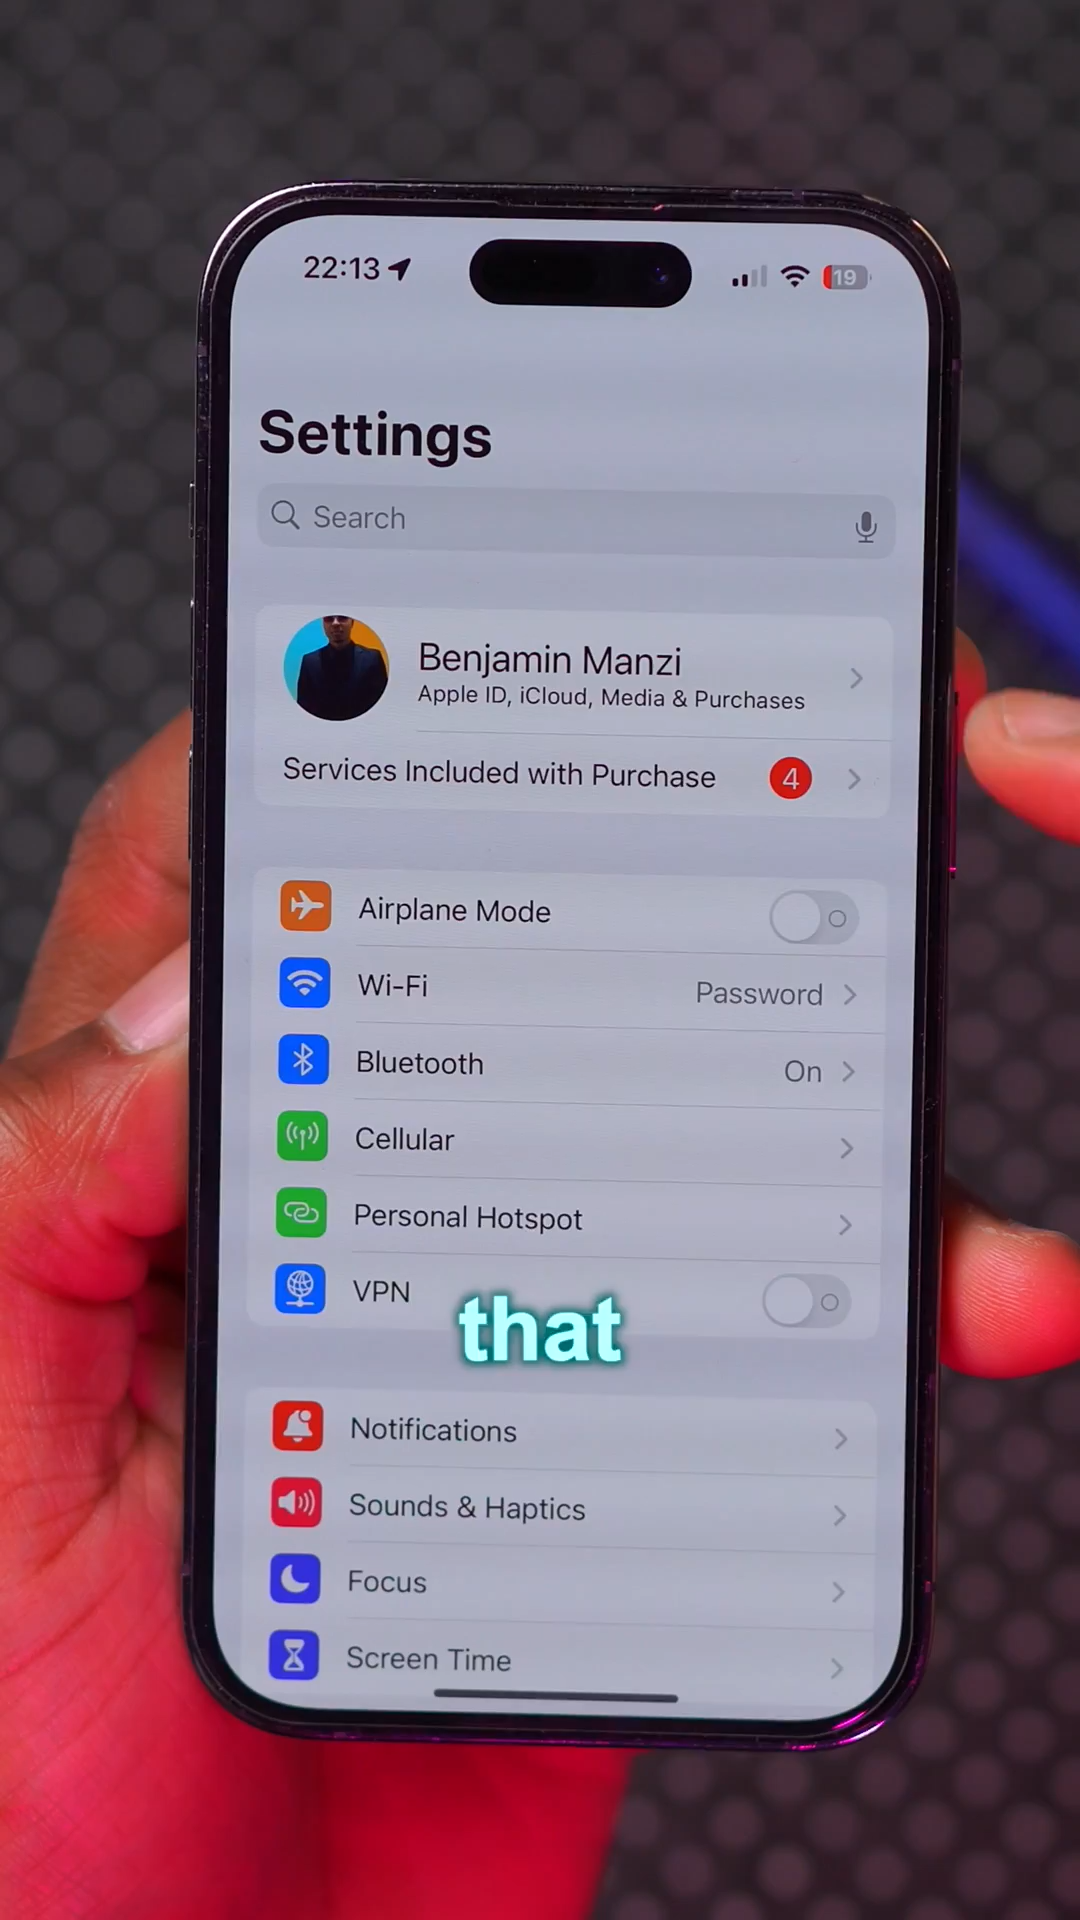 22:13
19
Settings
Search
Benjamin Manzi
Apple ID, iCloud, Media & Purchases
Services Included with Purchase 4
Airplane Mode
Wi-Fi Password
Bluetooth On
Cellular
Personal Hotspot
VPN
that
Notifications
Sounds & Haptics
Focus
Screen Time